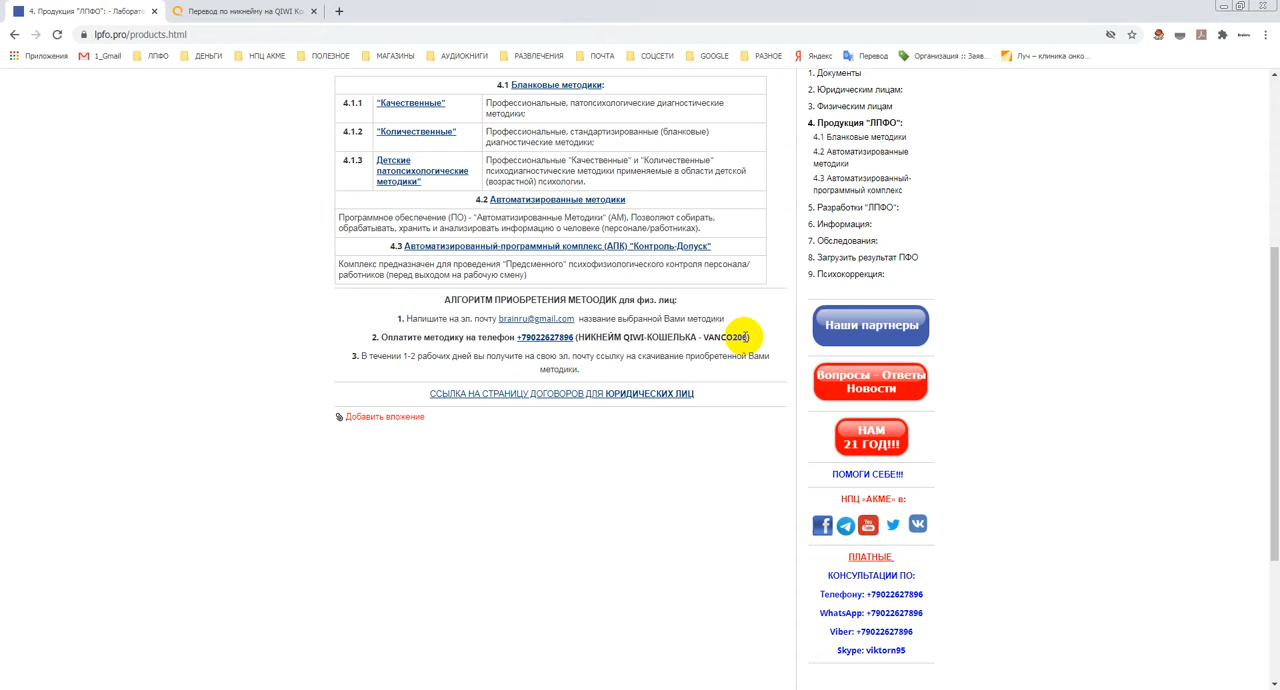 4. Продукция "ЛПФО": - Лаборато
Перевод по никнейму на QIWI Ко
lpfo.pro/products.html
Приложения
1_Gmail
ЛПФО
ДЕНЬГИ
НПЦ АКМЕ
ПОЛЕЗНОЕ
МАГАЗИНЫ
АУДИОКНИГИ
РАЗВЛЕЧЕНИЯ
ПОЧТА
СОЦСЕТИ
GOOGLE
РАЗНОЕ
Яндекс
Перевод
Организация :: Заяв...
Луч – клиника онко...
4.1 Бланковые методики:
4.1.1 "Качественные" Профессиональные, патопсихологические диагностические
методики;
4.1.2 "Количественные" Профессиональные, стандартизированные (бланковые)
диагностические методики;
4.1.3 Детские Профессиональные "Качественные" и "Количественные"
патопсихологические психодиагностические методики применяемые в области детской
методики" (возрастной) психологии.
4.2 Автоматизированные методики
Программное обеспечение (ПО) - "Автоматизированные Методики" (АМ). Позволяют собирать,
обрабатывать, хранить и анализировать информацию о человеке (персонале/работниках).
4.3 Автоматизированный-программный комплекс (АПК) "Контроль-Допуск"
Комплекс предназначен для проведения "Предсменного" психофизиологического контроля персонала/
работников (перед выходом на рабочую смену)
АЛГОРИТМ ПРИОБРЕТЕНИЯ МЕТООДИК для физ. лиц:
1. Напишите на эл. почту brainru@gmail.com название выбранной Вами методики
2. Оплатите методику на телефон +79022627896 (НИКНЕЙМ QIWI-КОШЕЛЬКА - VANCO206)
3. В течении 1-2 рабочих дней вы получите на свою эл. почту ссылку на скачивание приобретенной Вами
методики.
ССЫЛКА НА СТРАНИЦУ ДОГОВОРОВ ДЛЯ ЮРИДИЧЕСКИХ ЛИЦ
Добавить вложение
1. Документы
2. Юридическим лицам:
3. Физическим лицам
4. Продукция "ЛПФО":
4.1 Бланковые методики
4.2 Автоматизированные
методики
4.3 Автоматизированный-
программный комплекс
5. Разработки "ЛПФО":
6. Информация:
7. Обследования:
8. Загрузить результат ПФО
9. Психокоррекция:
Наши партнеры
Вопросы - Ответы
Новости
НАМ
21 ГОД!!!
ПОМОГИ СЕБЕ!!!
НПЦ «АКМЕ» в:
ПЛАТНЫЕ
КОНСУЛЬТАЦИИ ПО:
Телефону: +79022627896
WhatsApp: +79022627896
Viber: +79022627896
Skype: viktorn95